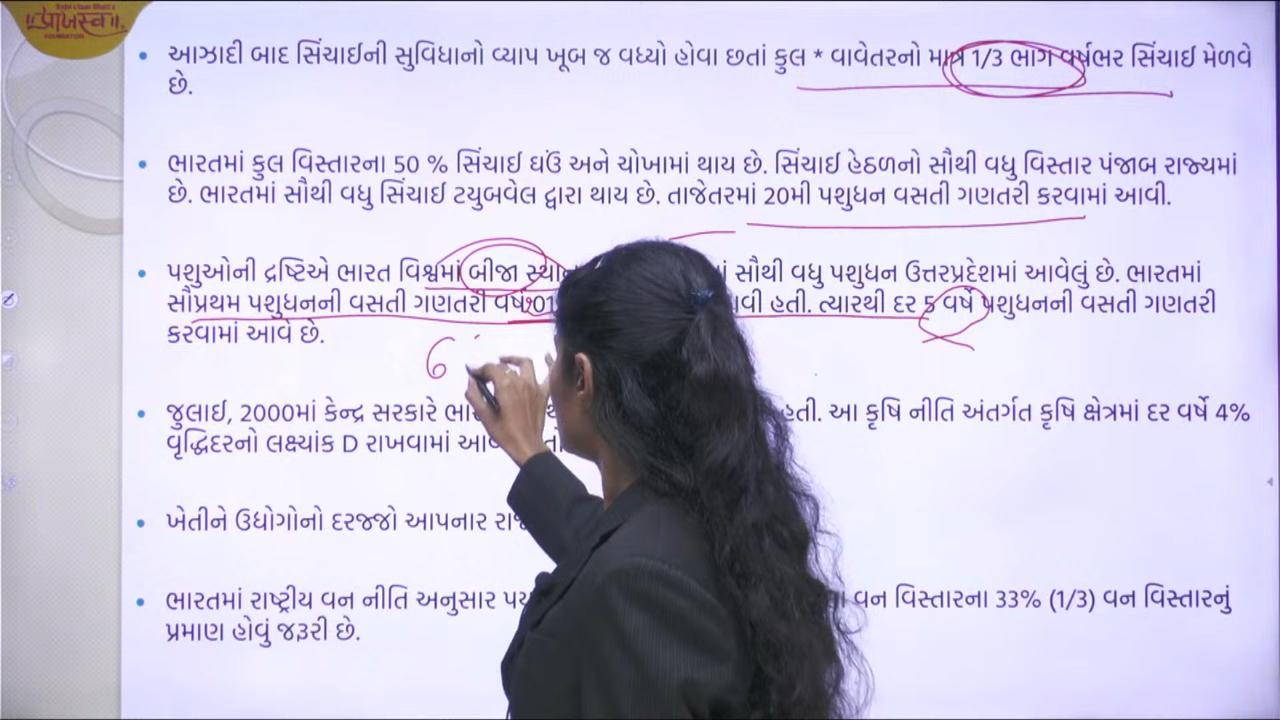 ॥પ્રાખસ્વ॥
FOUNDATION
આઝાદી બાદ સિંચાઈની સુવિધાનો વ્યાપ ખૂબ જ વધ્યો હોવા છતાં કુલ * વાવેતરનો માત્ર 1/3 ભાગ વર્ષભર સિંચાઈ મેળવે
છે.
ભારતમાં કુલ વિસ્તારના 50 % સિંચાઈ ઘઉં અને ચોખામાં થાય છે. સિંચાઈ હેઠળનો સૌથી વધુ વિસ્તાર પંજાબ રાજ્યમાં
છે. ભારતમાં સૌથી વધુ સિંચાઈ ટયુબવેલ દ્વારા થાય છે. તાજેતરમાં 20મી પશુધન વસતી ગણતરી કરવામાં આવી.
પશુઓની દ્રષ્ટિએ ભારત વિશ્વમાં બીજા સૌથી વધુ પશુધન ઉત્તરપ્રદેશમાં આવેલું છે. ભારતમાં
સૌપ્રથમ પશુધનની વસતી ગણતરી વર્ષ હતી. ત્યારથી દર 5 વર્ષે પશુધનની વસતી ગણતરી
કરવામાં આવે છે.
6
જુલાઈ, 2000માં કેન્દ્ર સરકારે હતી. આ કૃષિ નીતિ અંતર્ગત કૃષિ ક્ષેત્રમાં દર વર્ષે 4%
વૃદ્ધિદરનો લક્ષ્યાંક D રાખવામાં
ખેતીને ઉદ્યોગોનો દરજ્જો આપનાર
ભારતમાં રાષ્ટ્રીય વન નીતિ અનુસાર વન વિસ્તારના 33% (1/3) વન વિસ્તારનું
પ્રમાણ હોવું જરૂરી છે.